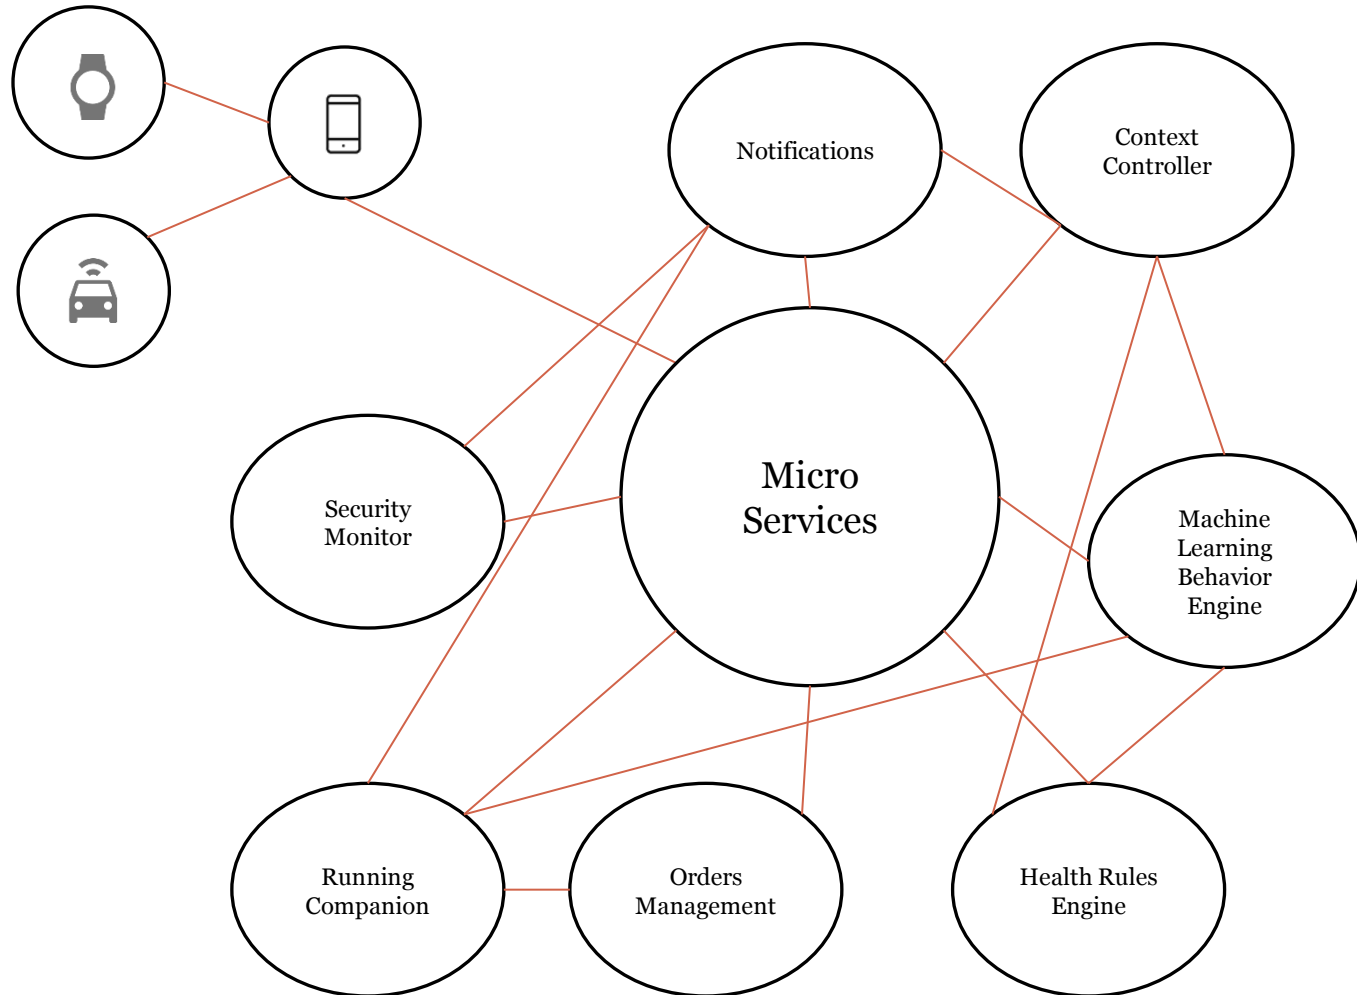 Notifications
Context
Controller
Micro
Services
Security
Monitor
Machine
Learning
Behavior
Engine
Running
Companion
Orders
Management
Health Rules
Engine